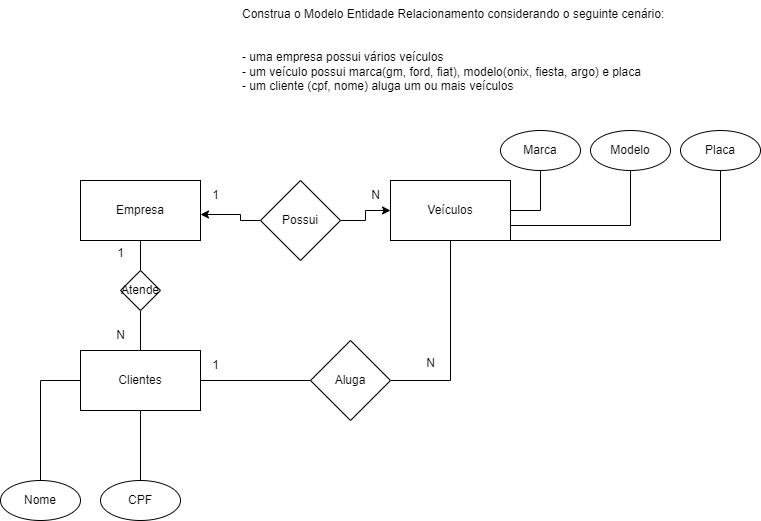 Construa o Modelo Entidade Relacionamento considerando o seguinte cenário:
- uma empresa possui vários veículos
- um veículo possui marca(gm, ford, fiat), modelo(onix, fiesta, argo) e placa
- um cliente (cpf, nome) aluga um ou mais veículos
Marca
Modelo
Placa
Empresa
1
Possui
N
Veículos
1
Atende
N
Clientes
1
Aluga
N
Nome
CPF